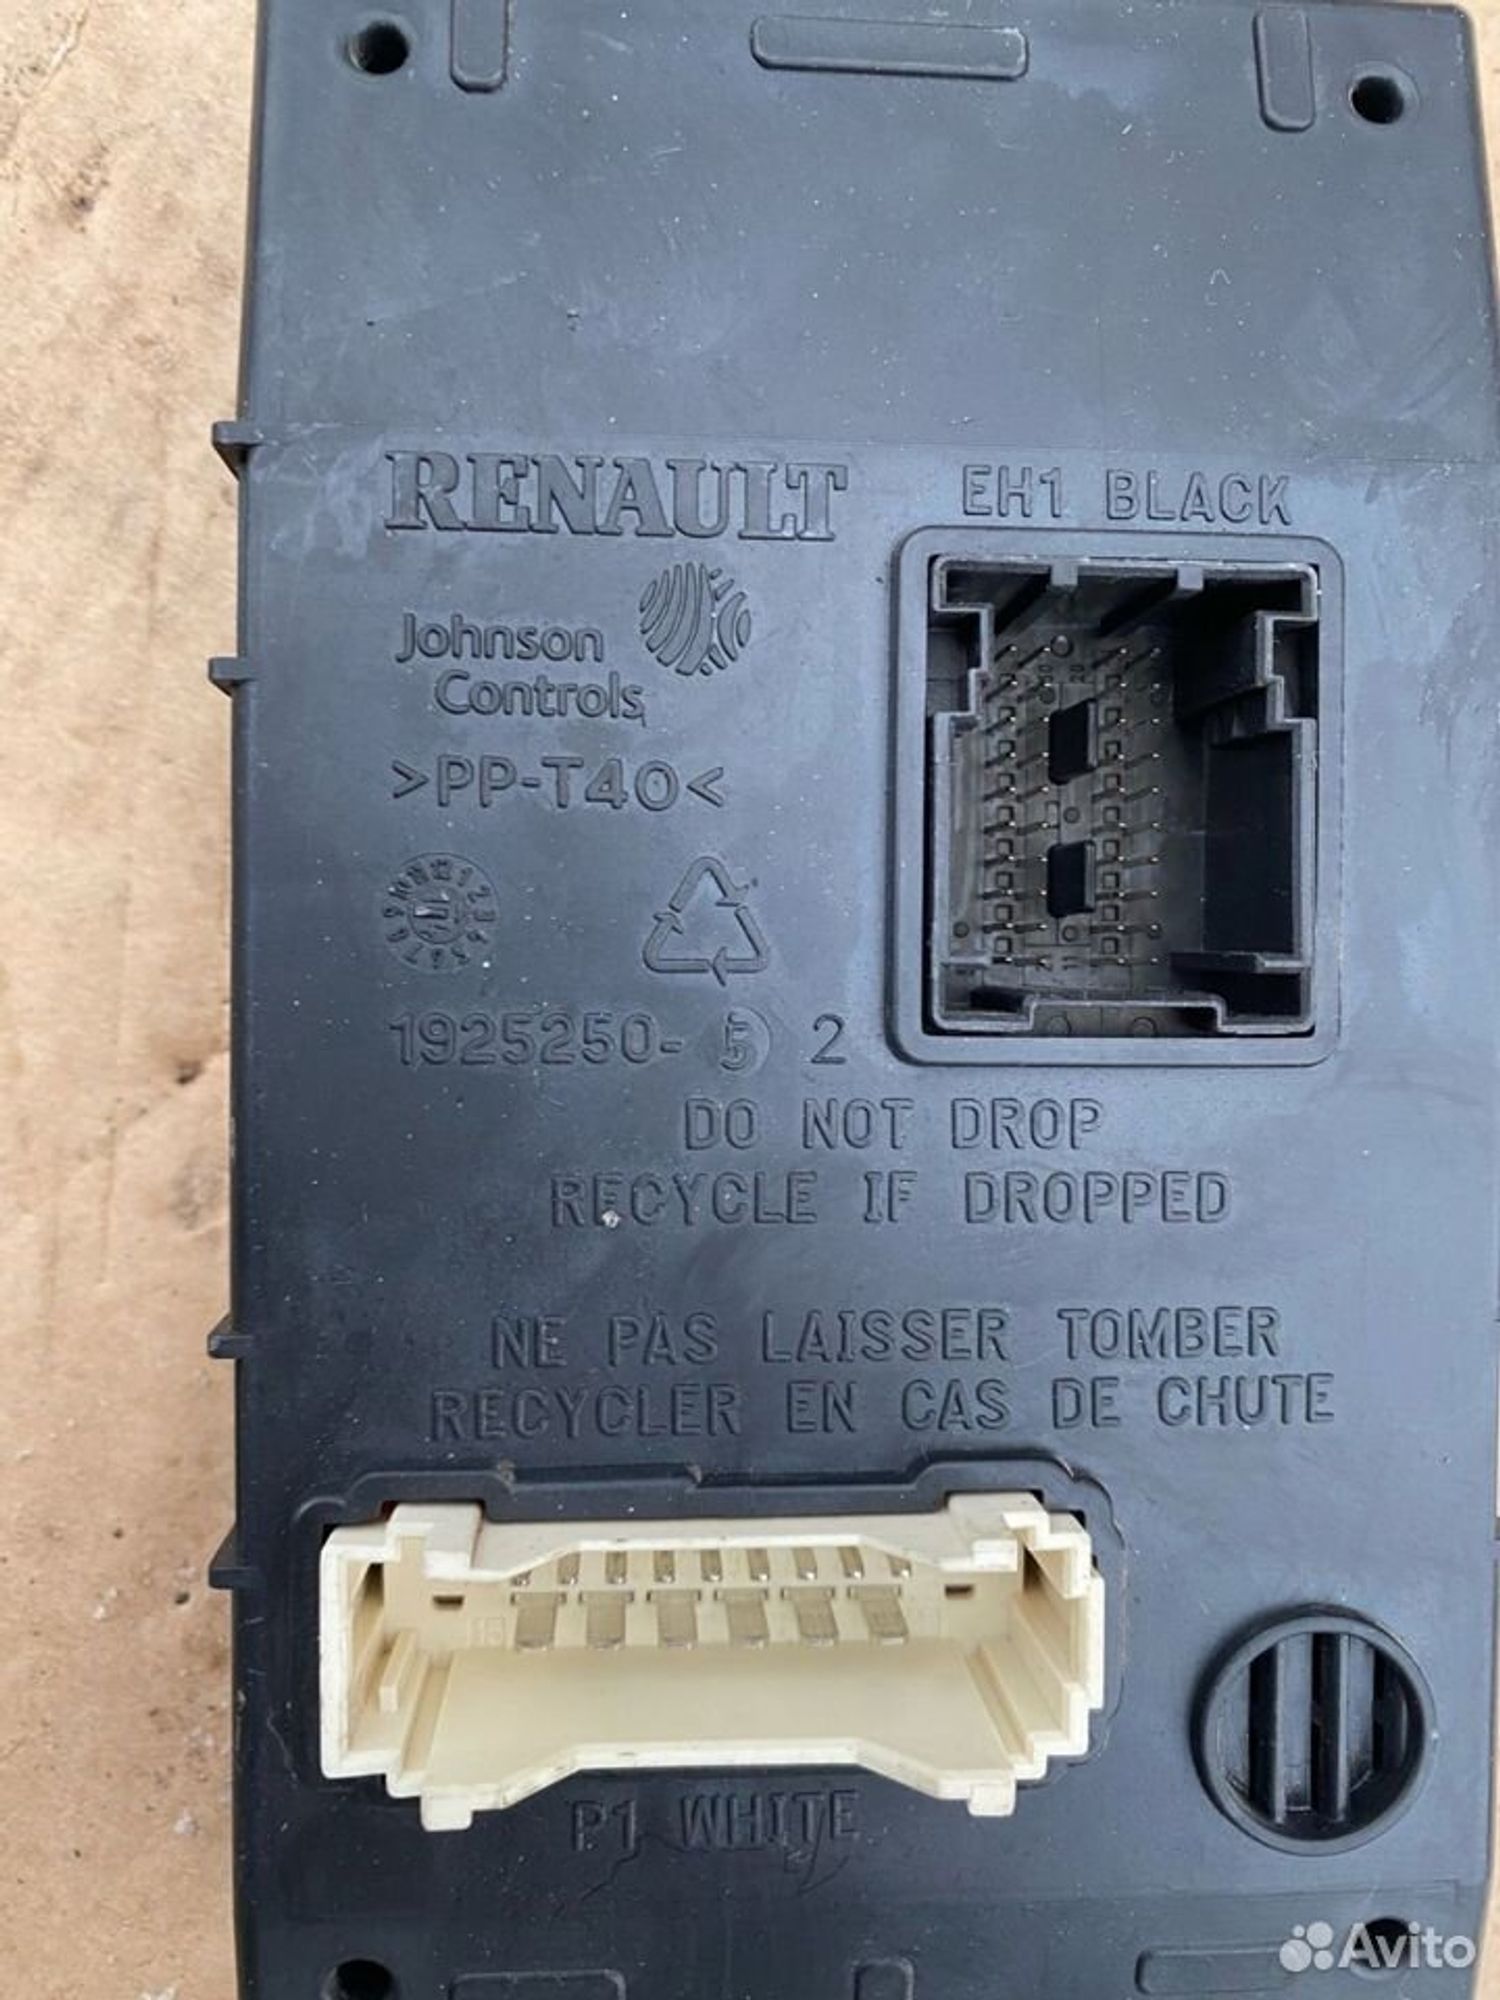 RENAULT
EH1 BLACK
Johnson
Controls
>PP-T40<
1925250- 5 2
DO NOT DROP
RECYCLE IF DROPPED
NE PAS LAISSER TOMBER
RECYCLER EN CAS DE CHUTE
P1 WHITE
Avito